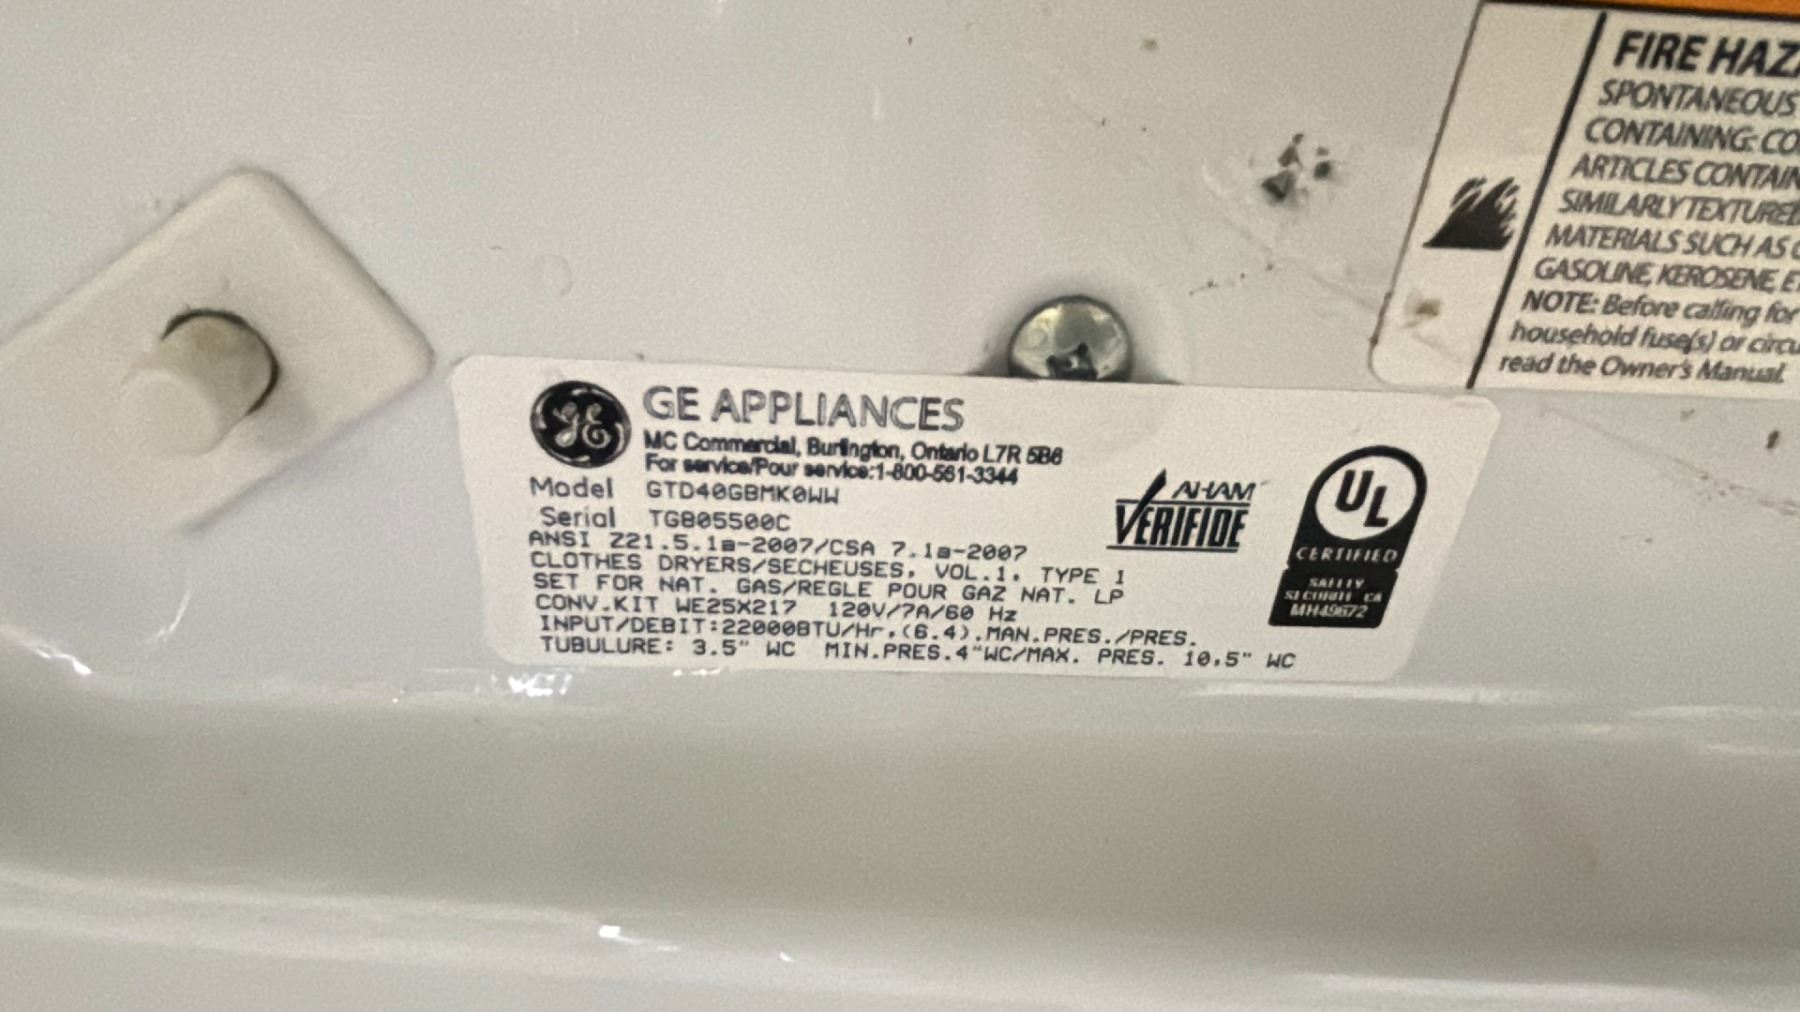 GE APPLIANCES
MC Commercial, Burlington, Ontario L7R 5B6
For service/Pour service:1-800-561-3344
Model GTD40GBMK0WW
Serial TG805500C
ANSI Z21.5.1a-2007/CSA 7.1a-2007
CLOTHES DRYERS/SECHEUSES, VOL.1, TYPE 1
SET FOR NAT. GAS/REGLE POUR GAZ NAT. LP
CONV.KIT WE25X217 120V/7A/60 Hz
INPUT/DEBIT:22000BTU/Hr,(6.4).MAN.PRES./PRES.
TUBULURE: 3.5" WC MIN.PRES.4"WC/MAX. PRES. 10.5" WC
AHAM
VERIFIDE
UL
CERTIFIED
SAFETY
SECURITE CA
MH49672
FIRE HAZ
SPONTANEOUS
CONTAINING: CO
ARTICLES CONTAIN
SIMILARLY TEXTURED
MATERIALS SUCH AS
GASOLINE, KEROSENE, E
NOTE: Before calling for
household fuse(s) or circu
read the Owner's Manual.